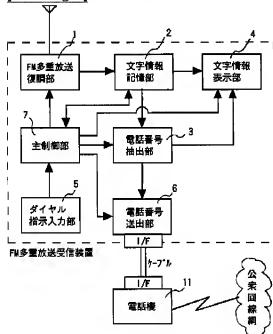 1
FM多重放送
復調部
2
文字情報
記憶部
4
文字情報
表示部
7
主制御部
3
電話番号
抽出部
5
ダイヤル
指示入力部
6
電話番号
送出部
I/F
FM多重放送受信装置
ケーブル
I/F
電話機
11
公衆回線網